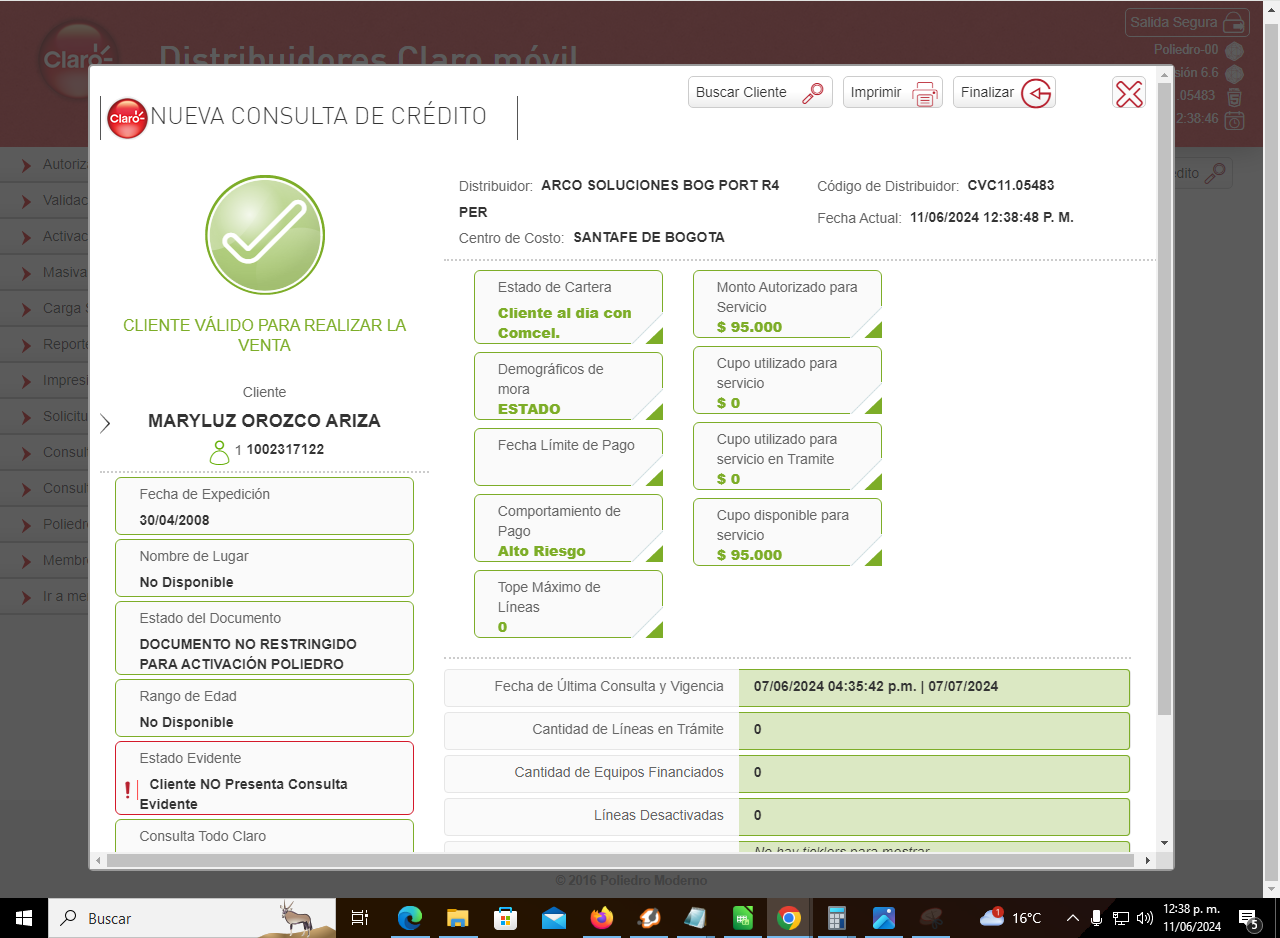 Claro
Distribuidores Claro móvil
Salida Segura
Poliedro-00
sión 6.6
.05483
2:38:46
Buscar Cliente
Imprimir
Finalizar
Claro
NUEVA CONSULTA DE CRÉDITO
Autoriz
Validac
Activac
Masiva
Carga S
Reporte
Impresi
Solicitu
Consul
Consul
Poliedr
Membr
Ir a me
édito
CLIENTE VÁLIDO PARA REALIZAR LA
VENTA
Cliente
MARYLUZ OROZCO ARIZA
1 1002317122
Fecha de Expedición
30/04/2008
Nombre de Lugar
No Disponible
Estado del Documento
DOCUMENTO NO RESTRINGIDO
PARA ACTIVACIÓN POLIEDRO
Rango de Edad
No Disponible
Estado Evidente
! Cliente NO Presenta Consulta
Evidente
Consulta Todo Claro
Distribuidor: ARCO SOLUCIONES BOG PORT R4
PER
Centro de Costo: SANTAFE DE BOGOTA
Código de Distribuidor: CVC11.05483
Fecha Actual: 11/06/2024 12:38:48 P. M.
Estado de Cartera
Cliente al dia con
Comcel.
Demográficos de
mora
ESTADO
Fecha Límite de Pago
Comportamiento de
Pago
Alto Riesgo
Tope Máximo de
Líneas
0
Monto Autorizado para
Servicio
$ 95.000
Cupo utilizado para
servicio
$ 0
Cupo utilizado para
servicio en Tramite
$ 0
Cupo disponible para
servicio
$ 95.000
Fecha de Última Consulta y Vigencia 07/06/2024 04:35:42 p.m. | 07/07/2024
Cantidad de Líneas en Trámite 0
Cantidad de Equipos Financiados 0
Líneas Desactivadas 0
No hay ticklers para mostrar
© 2016 Poliedro Moderno
Buscar
1
16°C
12:38 p. m.
11/06/2024
5